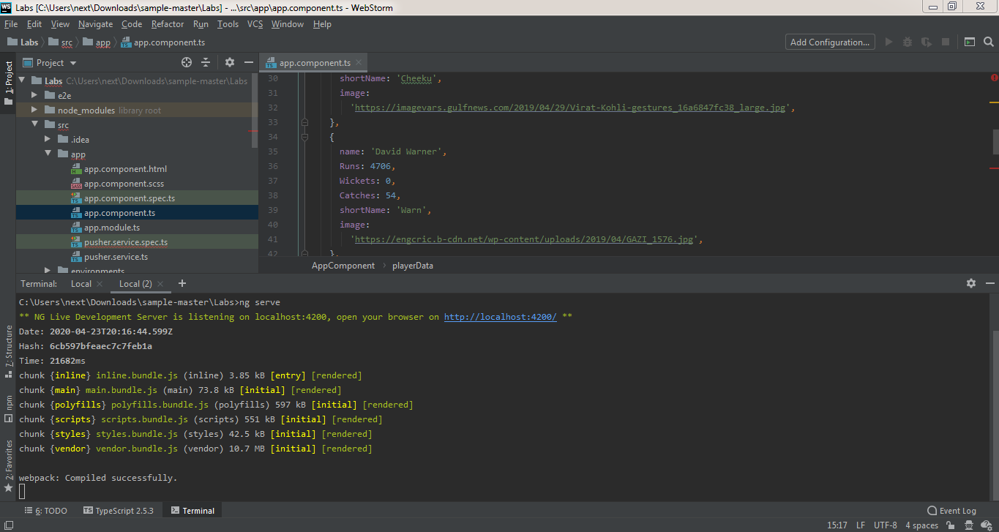 WS Labs [C:\Users\next\Downloads\sample-master\Labs] - ...\src\app\app.component.ts - WebStorm
File Edit View Navigate Code Refactor Run Tools VCS Window Help
Labs src app app.component.ts Add Configuration...
1: Project
Project
app.component.ts
Labs C:\Users\next\Downloads\sample-master\Labs
e2e
node_modules library root
src
.idea
app
app.component.html
app.component.scss
app.component.spec.ts
app.component.ts
app.module.ts
pusher.service.spec.ts
pusher.service.ts
environments
30 shortName: 'Cheeku',
31 image:
32 'https://imagevars.gulfnews.com/2019/04/29/Virat-Kohli-gestures_16a6847fc38_large.jpg',
33 },
34 {
35 name: 'David Warner',
36 Runs: 4706,
37 Wickets: 0,
38 Catches: 54,
39 shortName: 'Warn',
40 image:
41 'https://engcric.b-cdn.net/wp-content/uploads/2019/04/GAZI_1576.jpg',
42 },
AppComponent › playerData
Terminal: Local × Local (2) × +
C:\Users\next\Downloads\sample-master\Labs>ng serve
** NG Live Development Server is listening on localhost:4200, open your browser on http://localhost:4200/ **
Date: 2020-04-23T20:16:44.599Z
Hash: 6cb597bfeaec7c7feb1a
Time: 21682ms
chunk {inline} inline.bundle.js (inline) 3.85 kB [entry] [rendered]
chunk {main} main.bundle.js (main) 73.8 kB [initial] [rendered]
chunk {polyfills} polyfills.bundle.js (polyfills) 597 kB [initial] [rendered]
chunk {scripts} scripts.bundle.js (scripts) 551 kB [initial] [rendered]
chunk {styles} styles.bundle.js (styles) 42.5 kB [initial] [rendered]
chunk {vendor} vendor.bundle.js (vendor) 10.7 MB [initial] [rendered]
webpack: Compiled successfully.
7: Structure
npm
2: Favorites
6: TODO TypeScript 2.5.3 Terminal Event Log
15:17 LF UTF-8 4 spaces